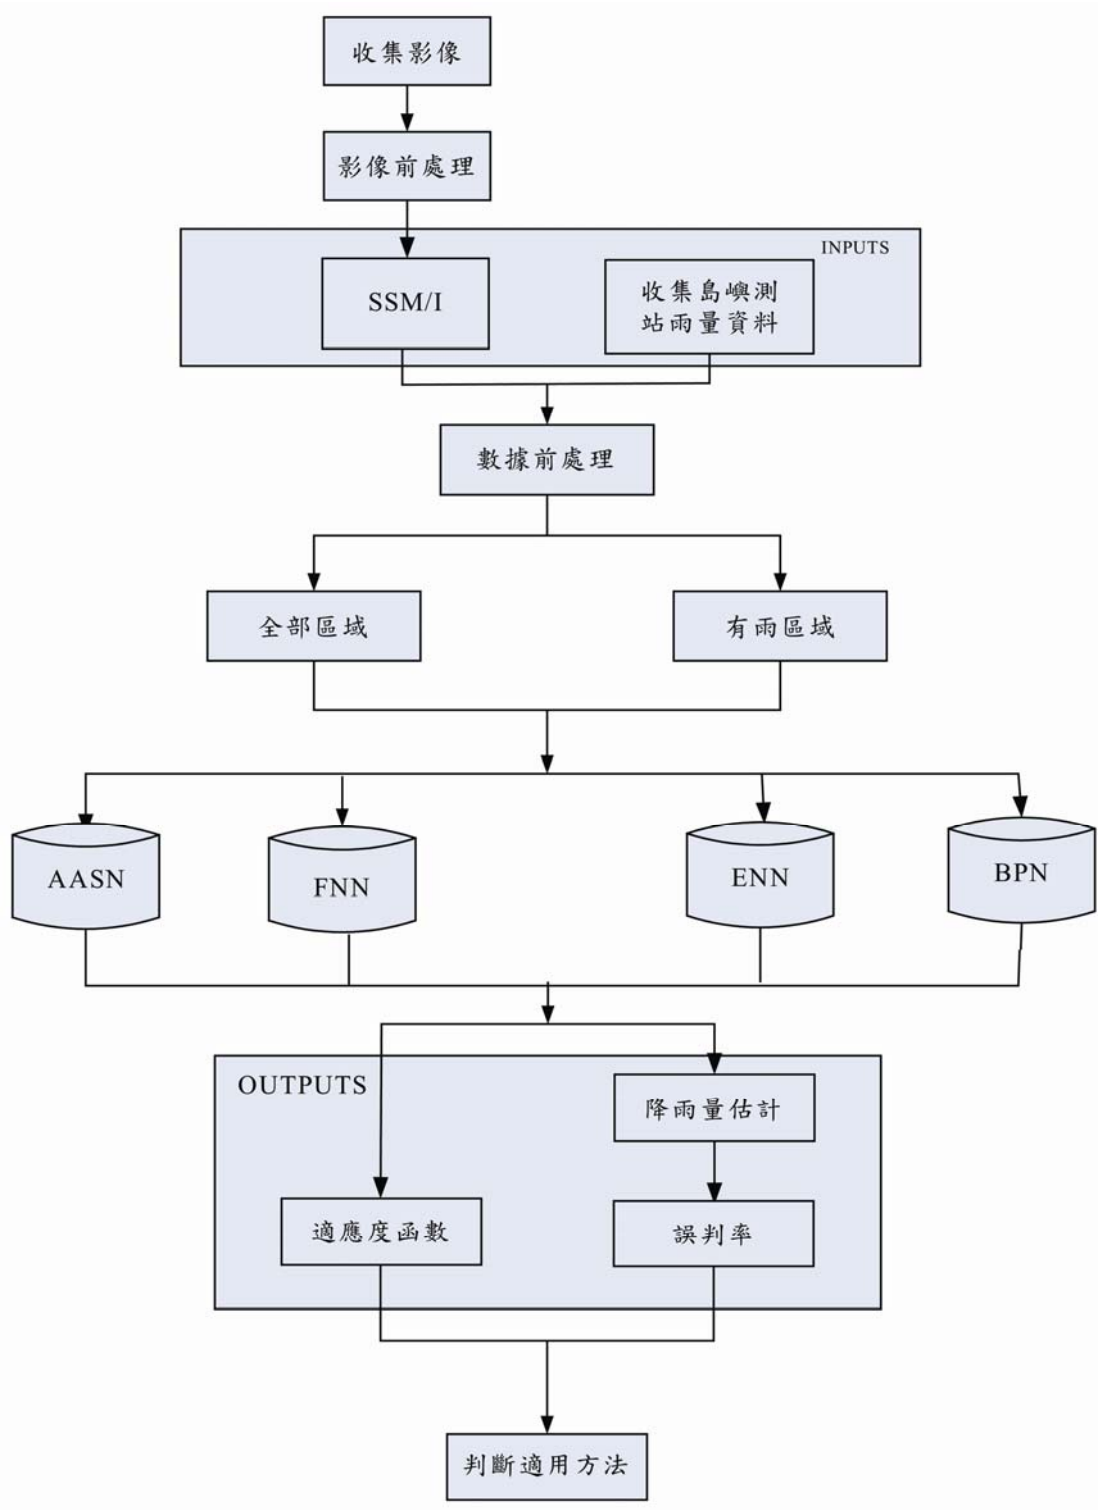 收集影像
影像前處理
INPUTS
SSM/I
收集島嶼測
站雨量資料
數據前處理
全部區域
有雨區域
AASN
FNN
ENN
BPN
OUTPUTS
降雨量估計
適應度函數
誤判率
判斷適用方法